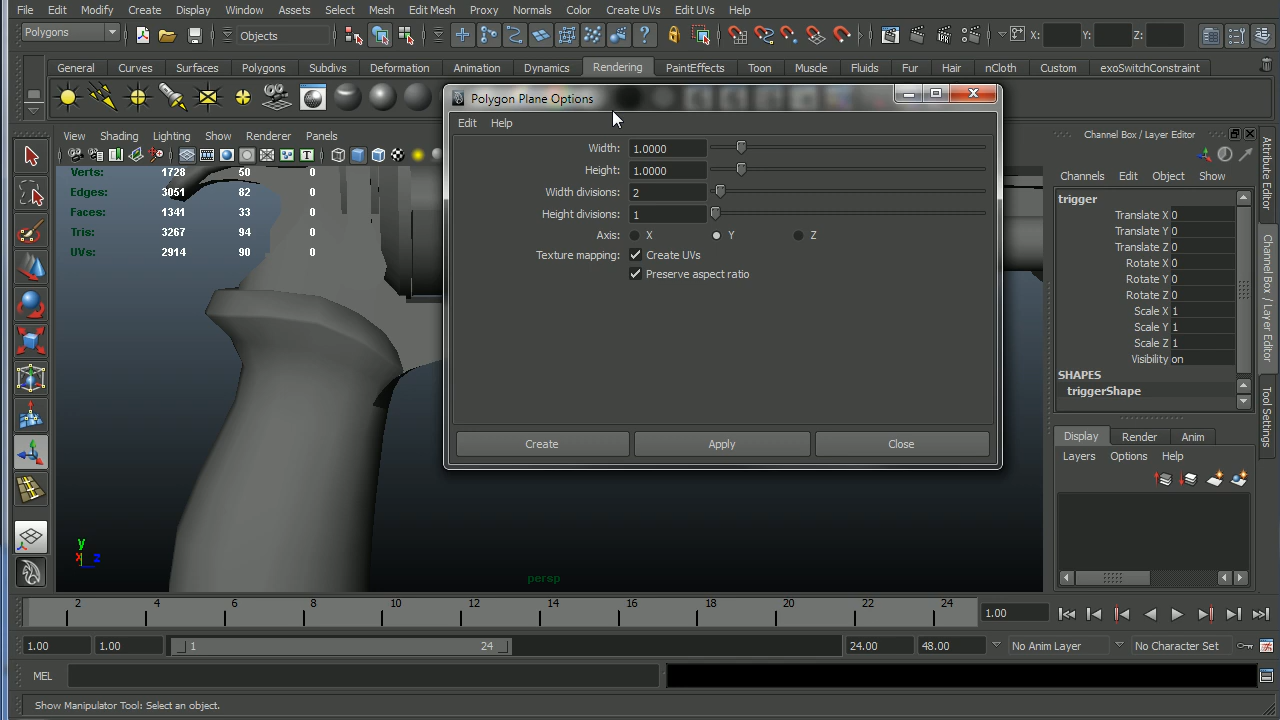 File Edit Modify Create Display Window Assets Select Mesh Edit Mesh Proxy Normals Color Create UVs Edit UVs Help
Polygons Objects X: Y: Z:
General Curves Surfaces Polygons Subdivs Deformation Animation Dynamics Rendering PaintEffects Toon Muscle Fluids Fur Hair nCloth Custom exoSwitchConstraint
Polygon Plane Options
Edit Help
View Shading Lighting Show Renderer Panels
Verts: 1728 50 0
Edges: 3051 82 0
Faces: 1341 33 0
Tris: 3267 94 0
UVs: 2914 90 0
Width: 1.0000
Height: 1.0000
Width divisions: 2
Height divisions: 1
Axis: X Y Z
Texture mapping: Create UVs
Preserve aspect ratio
Create Apply Close
Channel Box / Layer Editor
Channels Edit Object Show
trigger
Translate X 0
Translate Y 0
Translate Z 0
Rotate X 0
Rotate Y 0
Rotate Z 0
Scale X 1
Scale Y 1
Scale Z 1
Visibility on
SHAPES
triggerShape
Display Render Anim
Layers Options Help
Attribute Editor
Channel Box / Layer Editor
Tool Settings
y
x z
persp
2 4 6 8 10 12 14 16 18 20 22 24 1.00
1.00 1.00 1 24 24.00 48.00 No Anim Layer No Character Set
MEL
Show Manipulator Tool: Select an object.